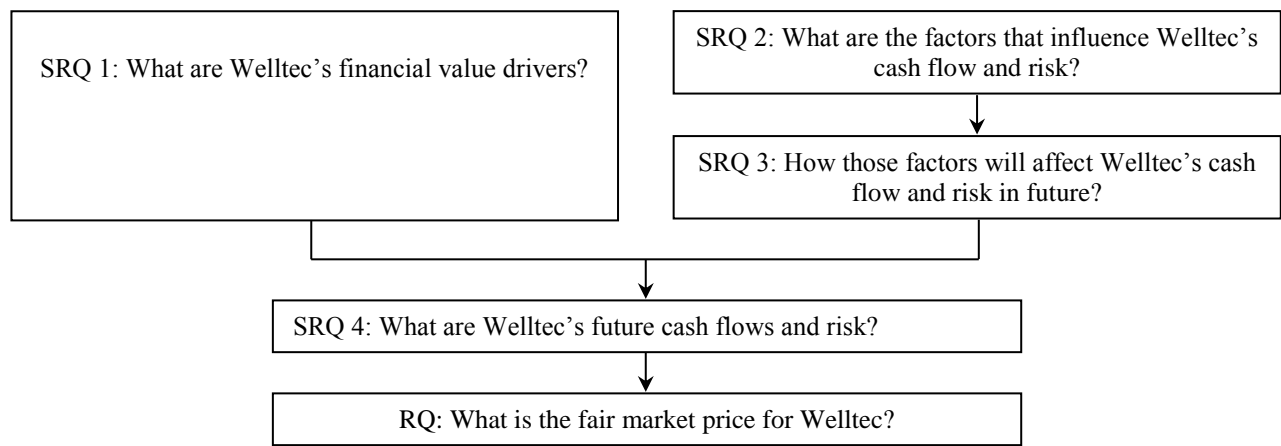 SRQ 1: What are Welltec’s financial value drivers?
SRQ 2: What are the factors that influence Welltec’s
cash flow and risk?
SRQ 3: How those factors will affect Welltec’s cash
flow and risk in future?
SRQ 4: What are Welltec’s future cash flows and risk?
RQ: What is the fair market price for Welltec?